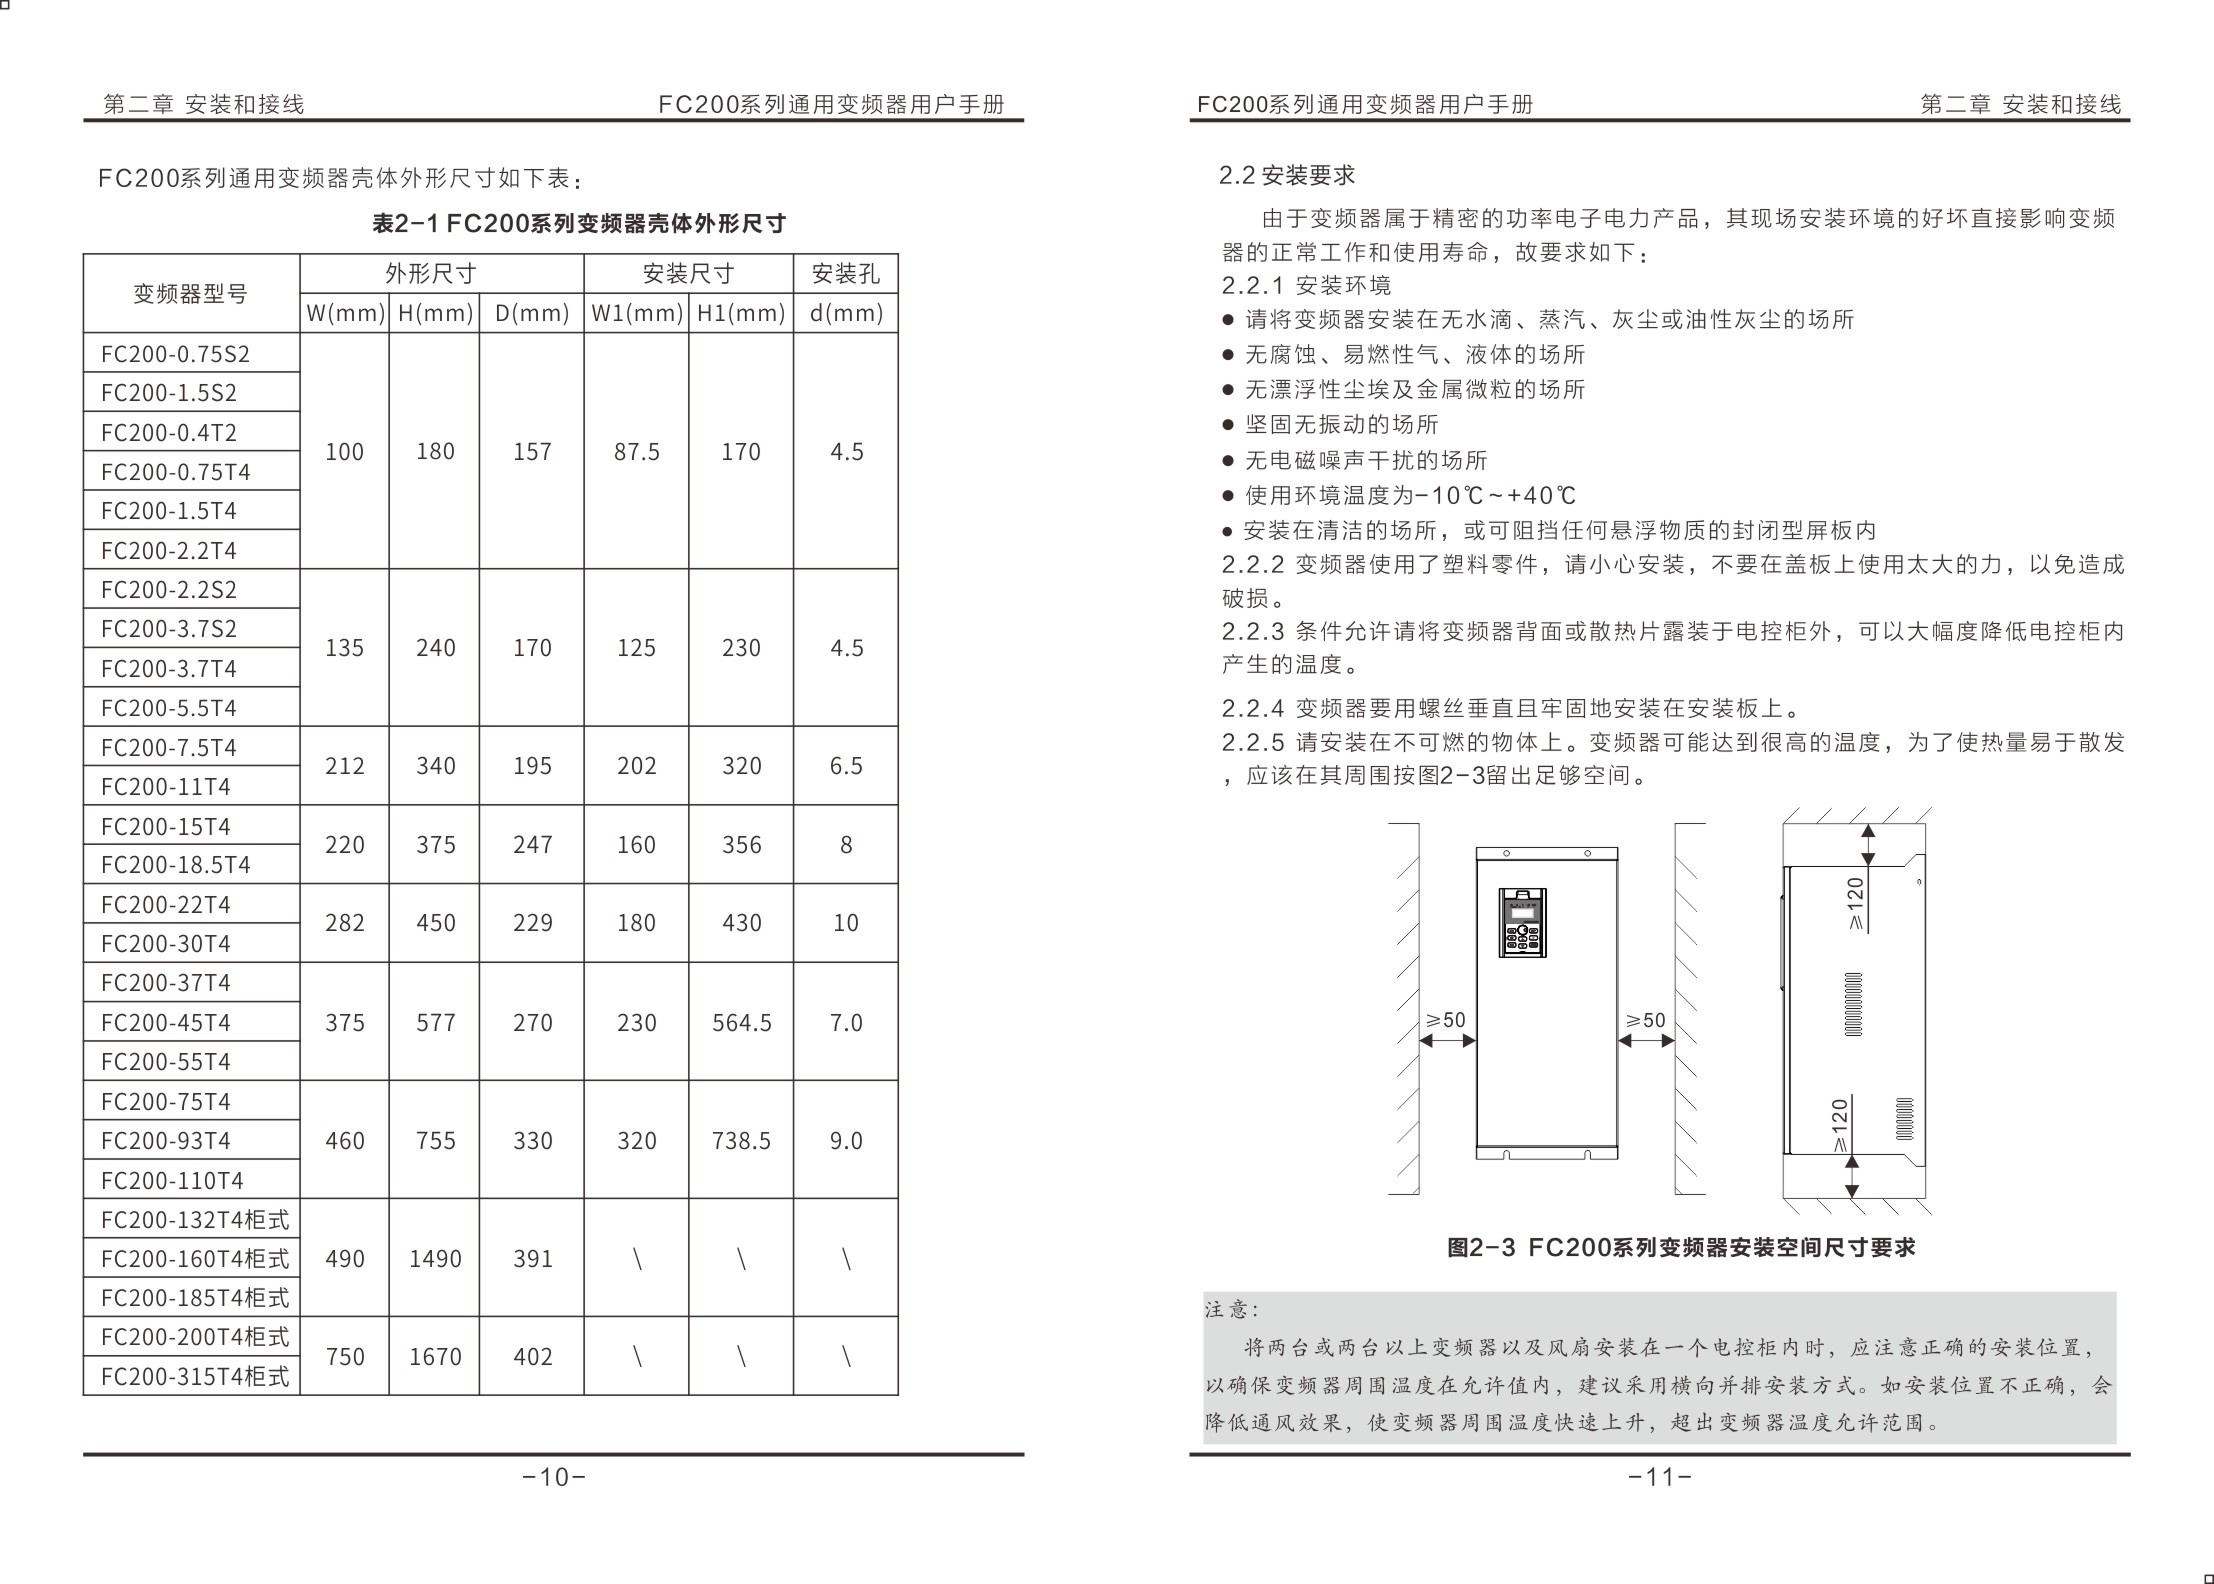 第二章 安装和接线
FC200系列通用变频器用户手册
FC200系列通用变频器壳体外形尺寸如下表：
表2-1 FC200系列变频器壳体外形尺寸
变频器型号 外形尺寸 安装尺寸 安装孔
W(mm) H(mm) D(mm) W1(mm) H1(mm) d(mm)
FC200-0.75S2
FC200-1.5S2
FC200-0.4T2
FC200-0.75T4
FC200-1.5T4
FC200-2.2T4
100 180 157 87.5 170 4.5
FC200-2.2S2
FC200-3.7S2
FC200-3.7T4
FC200-5.5T4
135 240 170 125 230 4.5
FC200-7.5T4
FC200-11T4
212 340 195 202 320 6.5
FC200-15T4
FC200-18.5T4
220 375 247 160 356 8
FC200-22T4
FC200-30T4
282 450 229 180 430 10
FC200-37T4
FC200-45T4
FC200-55T4
375 577 270 230 564.5 7.0
FC200-75T4
FC200-93T4
FC200-110T4
460 755 330 320 738.5 9.0
FC200-132T4柜式
FC200-160T4柜式
FC200-185T4柜式
490 1490 391 \ \ \
FC200-200T4柜式
FC200-315T4柜式
750 1670 402 \ \ \
-10-
FC200系列通用变频器用户手册
第二章 安装和接线
2.2 安装要求
由于变频器属于精密的功率电子电力产品，其现场安装环境的好坏直接影响变频
器的正常工作和使用寿命，故要求如下：
2.2.1 安装环境
● 请将变频器安装在无水滴、蒸汽、灰尘或油性灰尘的场所
● 无腐蚀、易燃性气、液体的场所
● 无漂浮性尘埃及金属微粒的场所
● 坚固无振动的场所
● 无电磁噪声干扰的场所
● 使用环境温度为-10℃~+40℃
● 安装在清洁的场所，或可阻挡任何悬浮物质的封闭型屏板内
2.2.2 变频器使用了塑料零件，请小心安装，不要在盖板上使用太大的力，以免造成
破损。
2.2.3 条件允许请将变频器背面或散热片露装于电控柜外，可以大幅度降低电控柜内
产生的温度。
2.2.4 变频器要用螺丝垂直且牢固地安装在安装板上。
2.2.5 请安装在不可燃的物体上。变频器可能达到很高的温度，为了使热量易于散发
，应该在其周围按图2-3留出足够空间。
≥50
≥50
≥120
≥120
图2-3 FC200系列变频器安装空间尺寸要求
注意：
将两台或两台以上变频器以及风扇安装在一个电控柜内时，应注意正确的安装位置，
以确保变频器周围温度在允许值内，建议采用横向并排安装方式。如安装位置不正确，会
降低通风效果，使变频器周围温度快速上升，超出变频器温度允许范围。
-11-